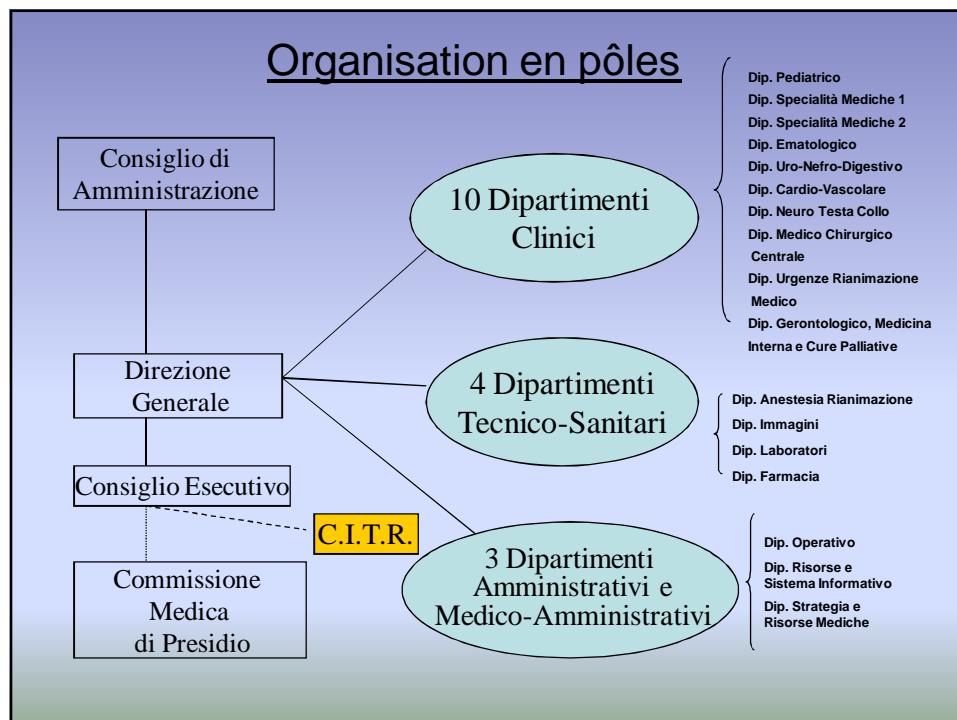 Organisation en pôles
Consiglio di
Amministrazione
Direzione
Generale
Consiglio Esecutivo
C.I.T.R.
Commissione
Medica
di Presidio
10 Dipartimenti
Clinici
Dip. Pediatrico
Dip. Specialità Mediche 1
Dip. Specialità Mediche 2
Dip. Ematologico
Dip. Uro-Nefro-Digestivo
Dip. Cardio-Vascolare
Dip. Neuro Testa Collo
Dip. Medico Chirurgico
Centrale
Dip. Urgenze Rianimazione
Medico
Dip. Gerontologico, Medicina
Interna e Cure Palliative
4 Dipartimenti
Tecnico-Sanitari
Dip. Anestesia Rianimazione
Dip. Immagini
Dip. Laboratori
Dip. Farmacia
3 Dipartimenti
Amministrativi e
Medico-Amministrativi
Dip. Operativo
Dip. Risorse e
Sistema Informativo
Dip. Strategia e
Risorse Mediche